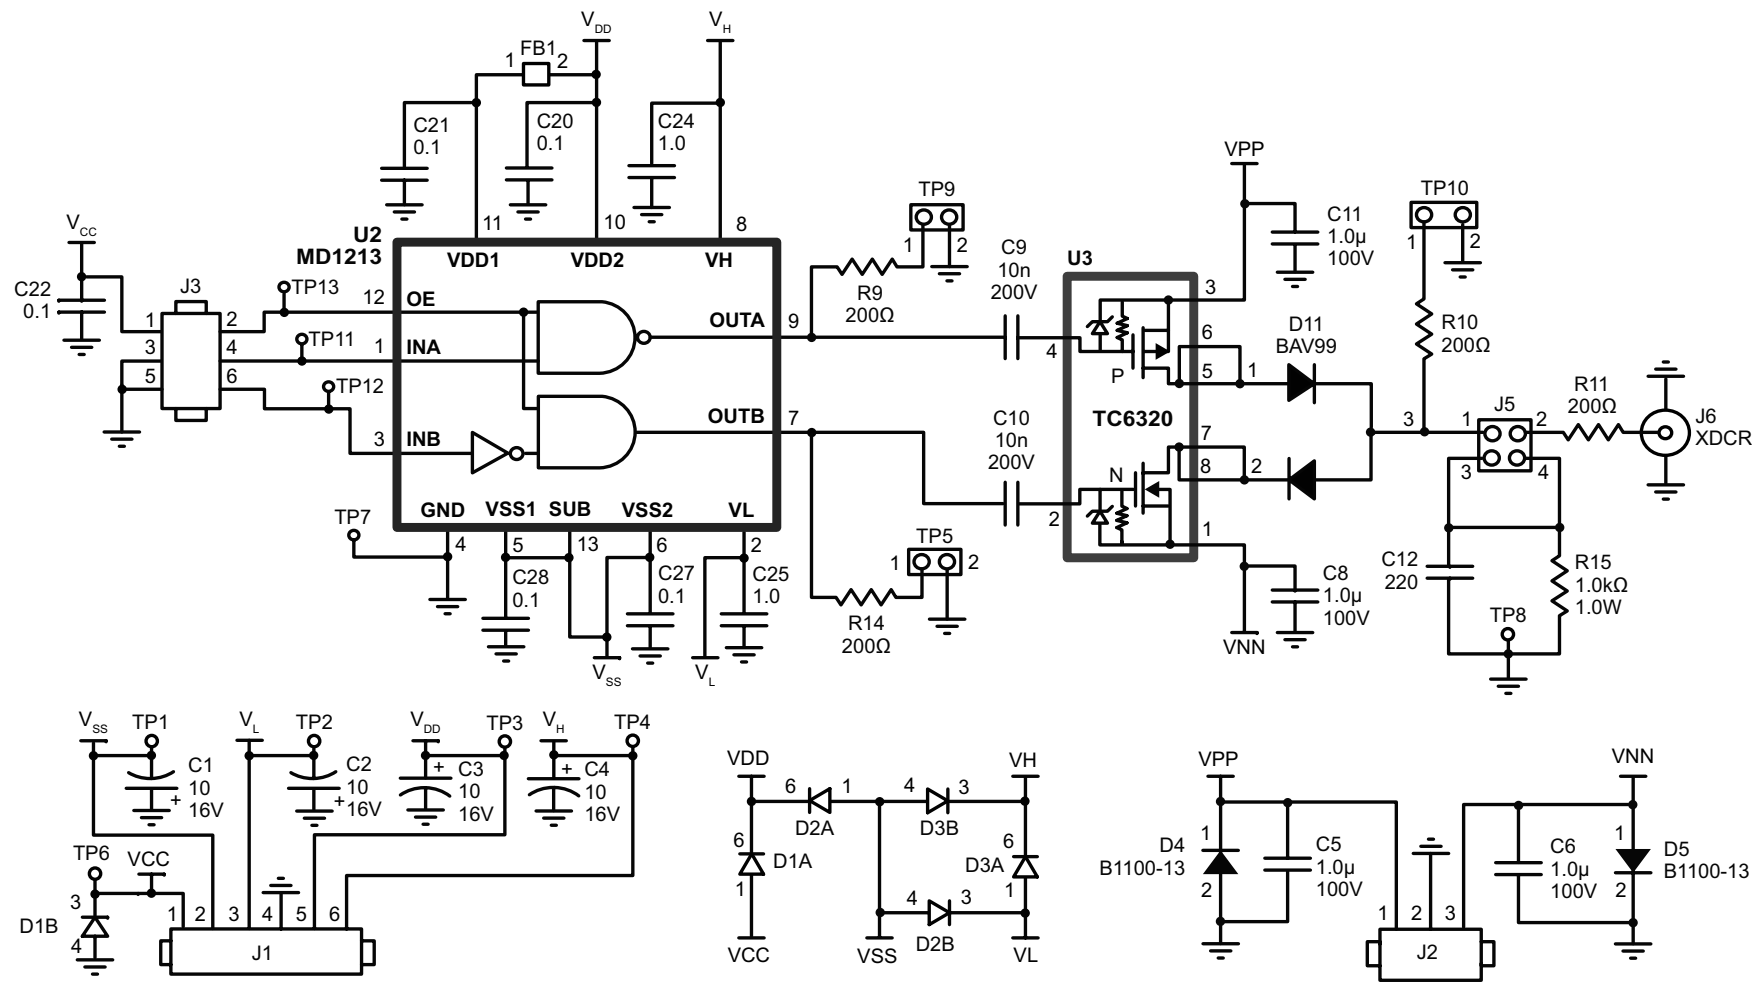 V_DD
V_H
FB1
1 2
C21
0.1
C20
0.1
C24
1.0
11
10
8
V_CC
C22
0.1
J3
1 2
3 4
5 6
TP13
TP11
TP12
U2
MD1213
VDD1
VDD2
VH
12
OE
1
INA
3
INB
OUTA
9
OUTB
7
GND
VSS1
SUB
VSS2
VL
4
5
13
6
2
TP7
C28
0.1
C27
0.1
C25
1.0
V_SS
V_L
TP9
1 2
R9
200Ω
TP5
1 2
R14
200Ω
C9
10n
200V
C10
10n
200V
U3
TC6320
P
N
4
2
3
6
5
7
8
1
VPP
C11
1.0µ
100V
D11
BAV99
1
2
3
C8
1.0µ
100V
VNN
TP10
1 2
R10
200Ω
J5
1 2
3 4
R11
200Ω
J6
XDCR
C12
220
R15
1.0kΩ
1.0W
TP8
V_SS
TP1
C1
10
16V
+
V_L
TP2
C2
10
16V
+
V_DD
TP3
+
C3
10
16V
V_H
TP4
+
C4
10
16V
TP6
VCC
D1B
3
4
1 2 3 4 5 6
J1
VDD
VH
6 1
D2A
4 3
D3B
6
D1A
1
6
D3A
1
4 3
D2B
VCC
VSS
VL
VPP
1
D4
B1100-13
2
C5
1.0µ
100V
1 2 3
J2
VNN
C6
1.0µ
100V
1
D5
B1100-13
2